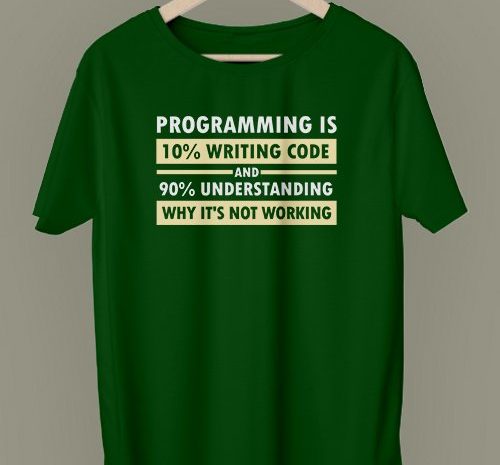 PROGRAMMING IS
10% WRITING CODE
AND
90% UNDERSTANDING
WHY IT'S NOT WORKING